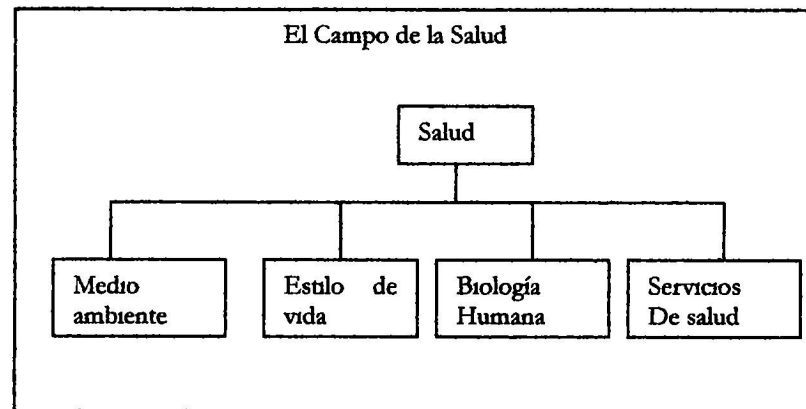 El Campo de la Salud
Salud
Medio
ambiente
Estilo de
vida
Biología
Humana
Servicios
De salud